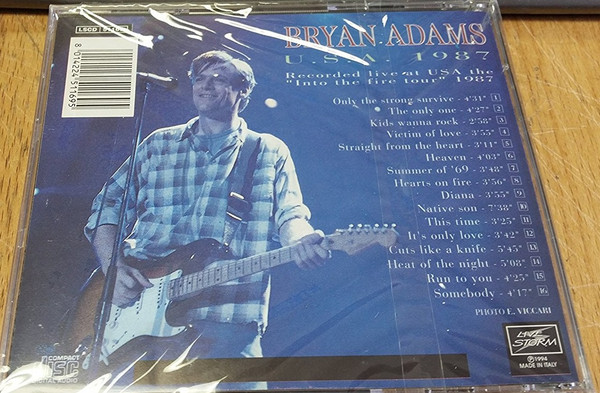 LSCD 51169
8 014224 511695
BRYAN ADAMS
U.S.A. 1987
Recorded live at USA the
"Into the fire tour" 1987
Only the strong survive - 4'31" 1
The only one - 4'27" 2
Kids wanna rock - 2'58" 3
Victim of love - 3'55" 4
Straight from the heart - 3'11" 5
Heaven - 4'03" 6
Summer of '69 - 3'48" 7
Hearts on fire - 3'56" 8
Diana - 3'55" 9
Native son - 7'38" 10
This time - 3'25" 11
It's only love - 3'42" 12
Cuts like a knife - 5'45" 13
Heat of the night - 5'08" 14
Run to you - 4'25" 15
Somebody - 4'17" 16
PHOTO E. VICCARI
LIVE
STORM
℗1994
MADE IN ITALY
COMPACT
disc
DIGITAL AUDIO